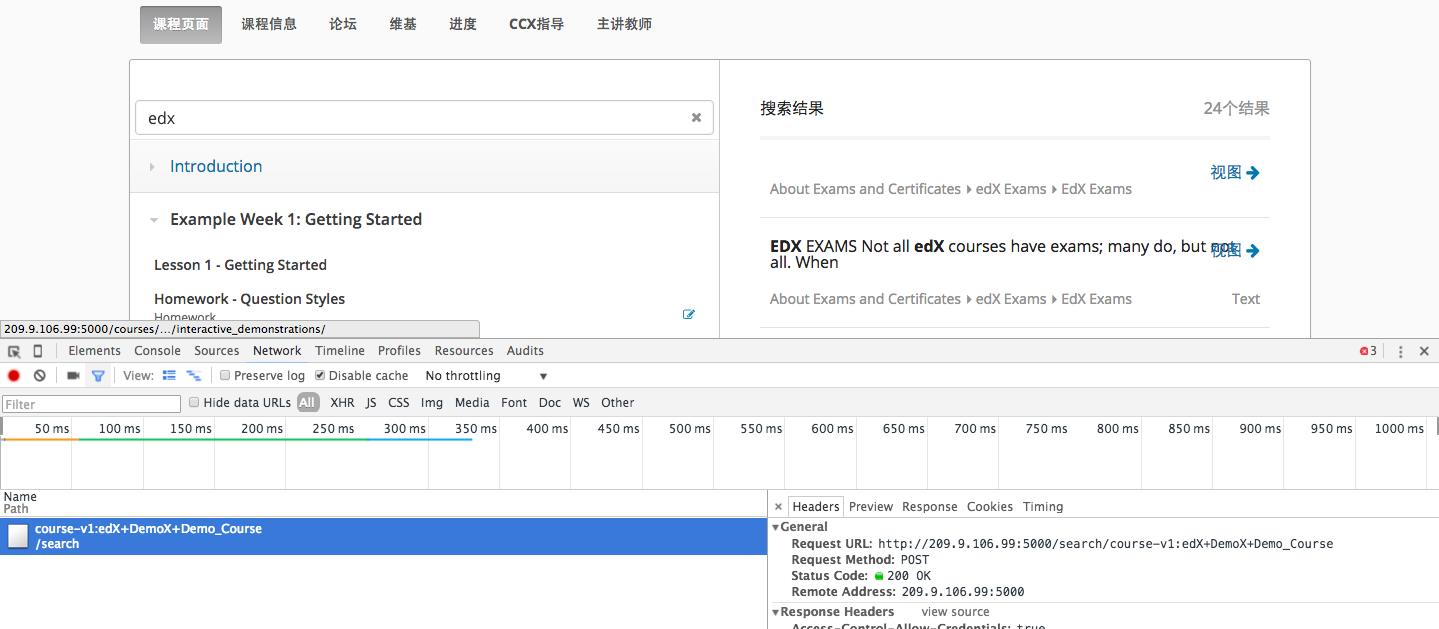 课程页面 课程信息 论坛 维基 进度 CCX指导 主讲教师
edx
Introduction
Example Week 1: Getting Started
Lesson 1 - Getting Started
Homework - Question Styles
Homework
搜索结果 24个结果
视图
About Exams and Certificates edX Exams EdX Exams
EDX EXAMS Not all edX courses have exams; many do, but not
all. When
视图
About Exams and Certificates edX Exams EdX Exams Text
209.9.106.99:5000/courses/…/interactive_demonstrations/
Elements Console Sources Network Timeline Profiles Resources Audits 3
View: Preserve log Disable cache No throttling
Filter Hide data URLs All XHR JS CSS Img Media Font Doc WS Other
50 ms 100 ms 150 ms 200 ms 250 ms 300 ms 350 ms 400 ms 450 ms 500 ms 550 ms 600 ms 650 ms 700 ms 750 ms 800 ms 850 ms 900 ms 950 ms 1000 ms
Name
Path
course-v1:edX+DemoX+Demo_Course
/search
Headers Preview Response Cookies Timing
General
Request URL: http://209.9.106.99:5000/search/course-v1:edX+DemoX+Demo_Course
Request Method: POST
Status Code: 200 OK
Remote Address: 209.9.106.99:5000
Response Headers view source
Access-Control-Allow-Credentials: true